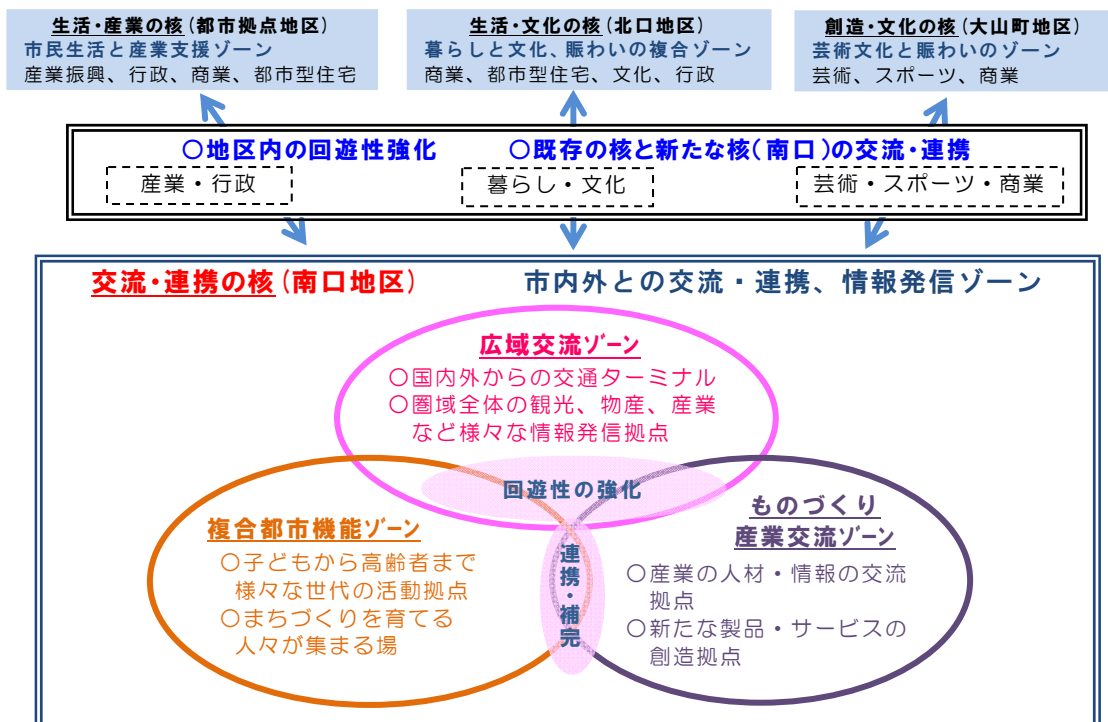 生活・産業の核(都市拠点地区)
市民生活と産業支援ゾーン
産業振興、行政、商業、都市型住宅
生活・文化の核(北口地区)
暮らしと文化、賑わいの複合ゾーン
商業、都市型住宅、文化、行政
創造・文化の核(大山町地区)
芸術文化と賑わいのゾーン
芸術、スポーツ、商業
○地区内の回遊性強化
○既存の核と新たな核(南口)の交流・連携
産業・行政
暮らし・文化
芸術・スポーツ・商業
交流・連携の核(南口地区)
市内外との交流・連携、情報発信ゾーン
広域交流ゾーン
○国内外からの交通ターミナル
○圏域全体の観光、物産、産業
など様々な情報発信拠点
回遊性の強化
複合都市機能ゾーン
○子どもから高齢者まで
様々な世代の活動拠点
○まちづくりを育てる
人々が集まる場
連携・補完
ものづくり
産業交流ゾーン
○産業の人材・情報の交流
拠点
○新たな製品・サービスの
創造拠点